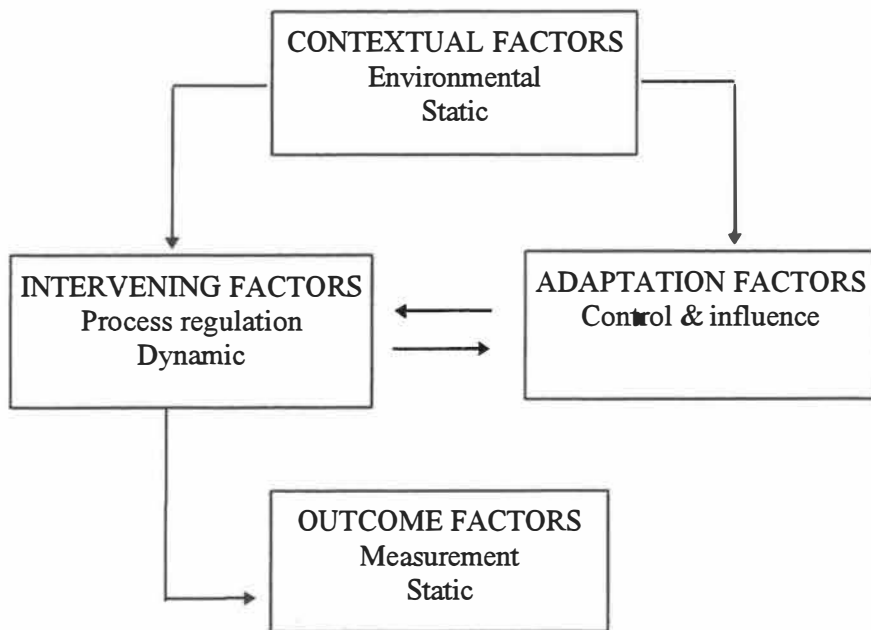 CONTEXTUAL FACTORS
Environmental
Static
INTERVENING FACTORS
Process regulation
Dynamic
ADAPTATION FACTORS
Control & influence
OUTCOME FACTORS
Measurement
Static